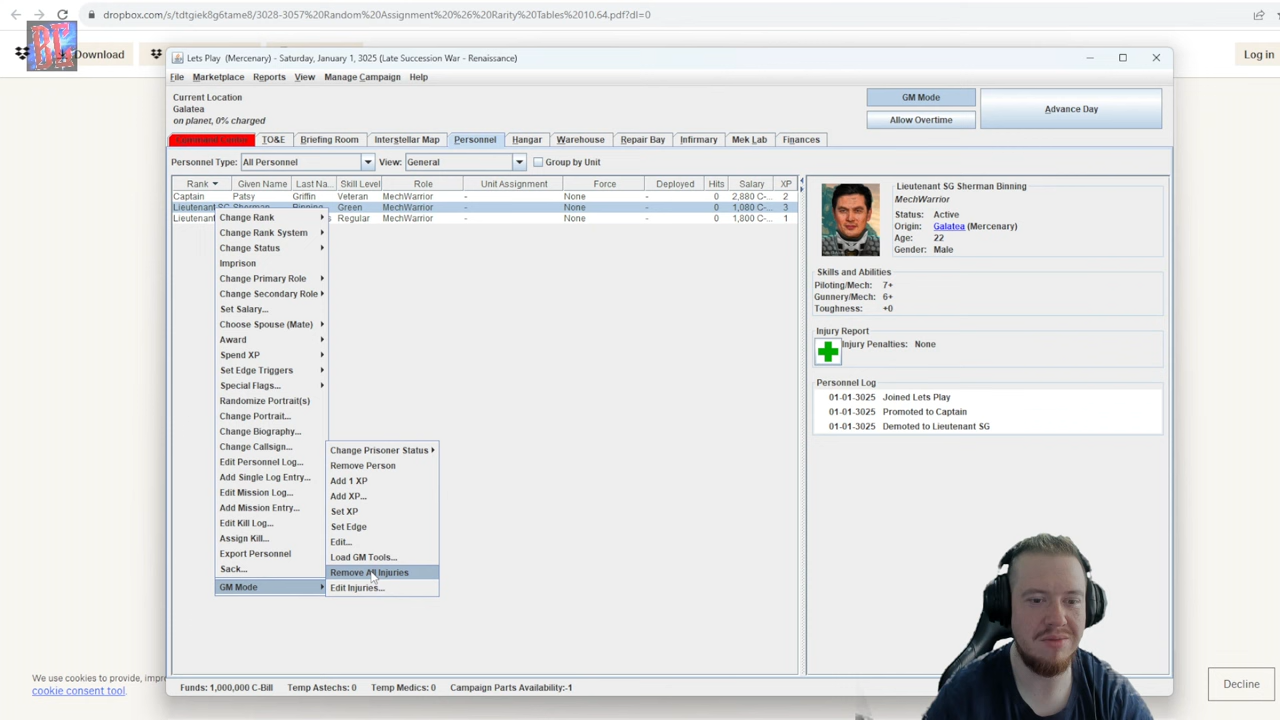 dropbox.com/s/tdtgiek8g6tame8/3028-3057%20Random%20Assignment%20%26%20Rarity%20Tables%2010.64.pdf?dl=0
Download
Log in
Lets Play (Mercenary) - Saturday, January 1, 3025 (Late Succession War - Renaissance)
File Marketplace Reports View Manage Campaign Help
Current Location
Galatea
on planet, 0% charged
GM Mode
Allow Overtime
Advance Day
TO&E Briefing Room Interstellar Map Personnel Hangar Warehouse Repair Bay Infirmary Mek Lab Finances
Personnel Type: All Personnel View: General Group by Unit
Rank Given Name Last Na... Skill Level Role Unit Assignment Force Deployed Hits Salary XP
Captain Patsy Griffin Veteran MechWarrior - None - 0 2,880 C-... 2
Lieutenant SG Sherman Binning Green MechWarrior - None - 0 1,080 C-... 3
Lieutenant Regular MechWarrior - None - 0 1,800 C-... 1
Change Rank
Change Rank System
Change Status
Imprison
Change Primary Role
Change Secondary Role
Set Salary...
Choose Spouse (Mate)
Award
Spend XP
Set Edge Triggers
Special Flags...
Randomize Portrait(s)
Change Portrait...
Change Biography...
Change Callsign...
Edit Personnel Log...
Add Single Log Entry...
Edit Mission Log...
Add Mission Entry...
Edit Kill Log...
Assign Kill...
Export Personnel
Sack...
GM Mode
Change Prisoner Status
Remove Person
Add 1 XP
Add XP...
Set XP
Set Edge
Edit...
Load GM Tools...
Remove All Injuries
Edit Injuries...
Lieutenant SG Sherman Binning
MechWarrior
Status: Active
Origin: Galatea (Mercenary)
Age: 22
Gender: Male
Skills and Abilities
Piloting/Mech: 7+
Gunnery/Mech: 6+
Toughness: +0
Injury Report
Injury Penalties: None
Personnel Log
01-01-3025 Joined Lets Play
01-01-3025 Promoted to Captain
01-01-3025 Demoted to Lieutenant SG
Funds: 1,000,000 C-Bill Temp Astechs: 0 Temp Medics: 0 Campaign Parts Availability:-1
We use cookies to provide, impr
cookie consent tool.
Decline